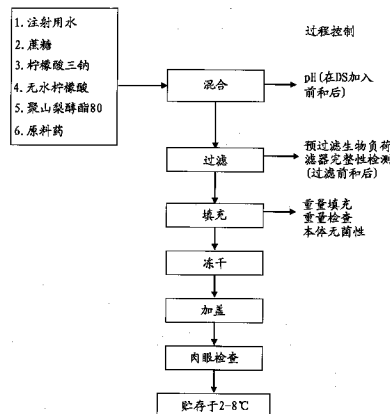 1. 注射用水
2. 蔗糖
3. 柠檬酸三钠
4. 无水柠檬酸
5. 聚山梨醇酯80
6. 原料药
过程控制
混合
pH(在DS加入
前和后)
过滤
预过滤生物负荷
滤器完整性检测
(过滤前和后)
填充
重量填充
重量检查
本体无菌性
冻干
加盖
肉眼检查
贮存于2-8℃